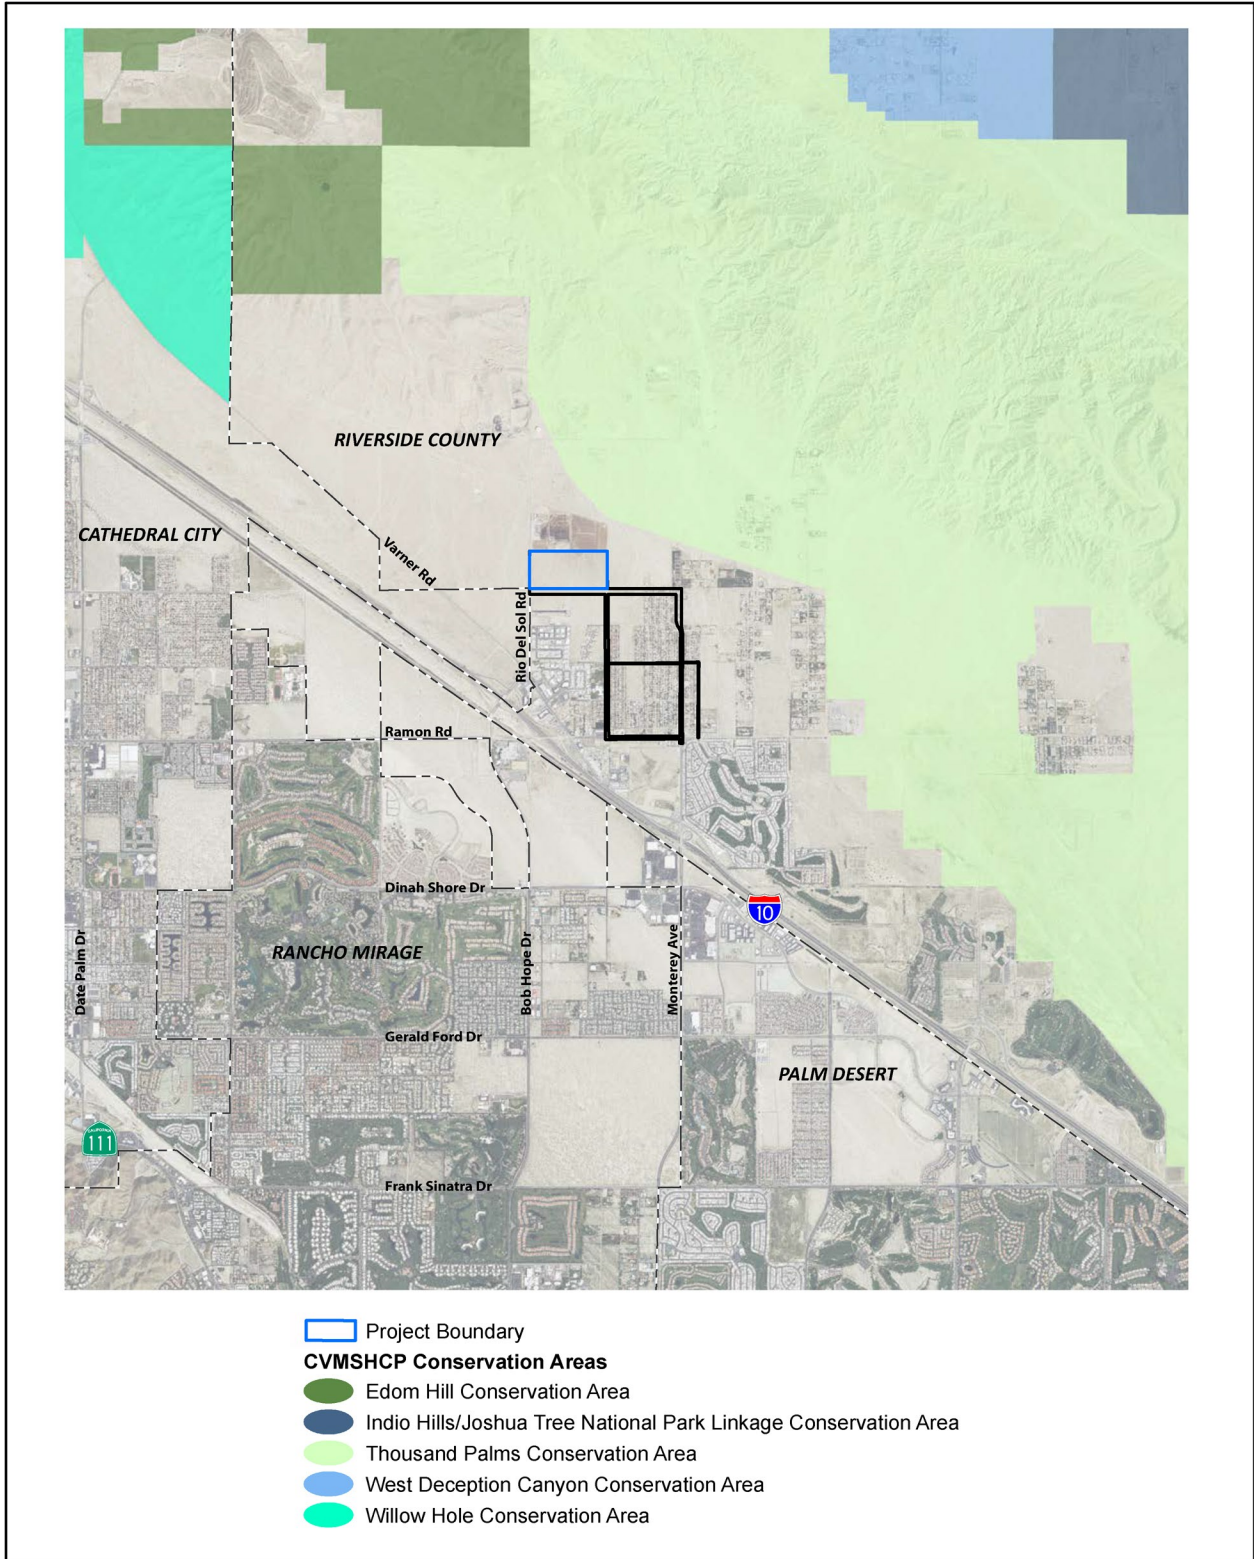 RIVERSIDE COUNTY
CATHEDRAL CITY
Varner Rd
Rio Del Sol Rd
Ramon Rd
Dinah Shore Dr
10
RANCHO MIRAGE
Date Palm Dr
Bob Hope Dr
Monterey Ave
Gerald Ford Dr
PALM DESERT
CALIFORNIA
111
Frank Sinatra Dr
Project Boundary
CVMSHCP Conservation Areas
Edom Hill Conservation Area
Indio Hills/Joshua Tree National Park Linkage Conservation Area
Thousand Palms Conservation Area
West Deception Canyon Conservation Area
Willow Hole Conservation Area